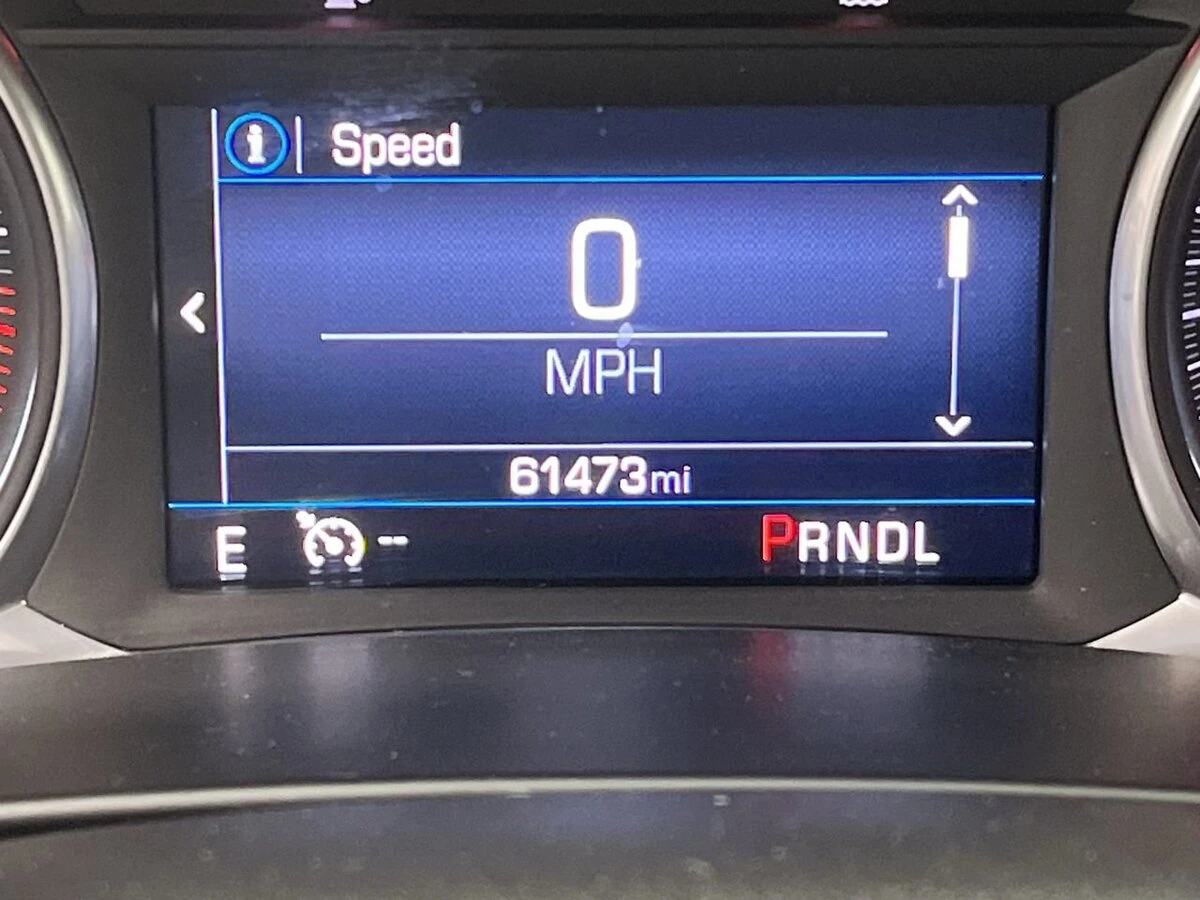 i | Speed
0
MPH
61473mi
E -- PRNDL